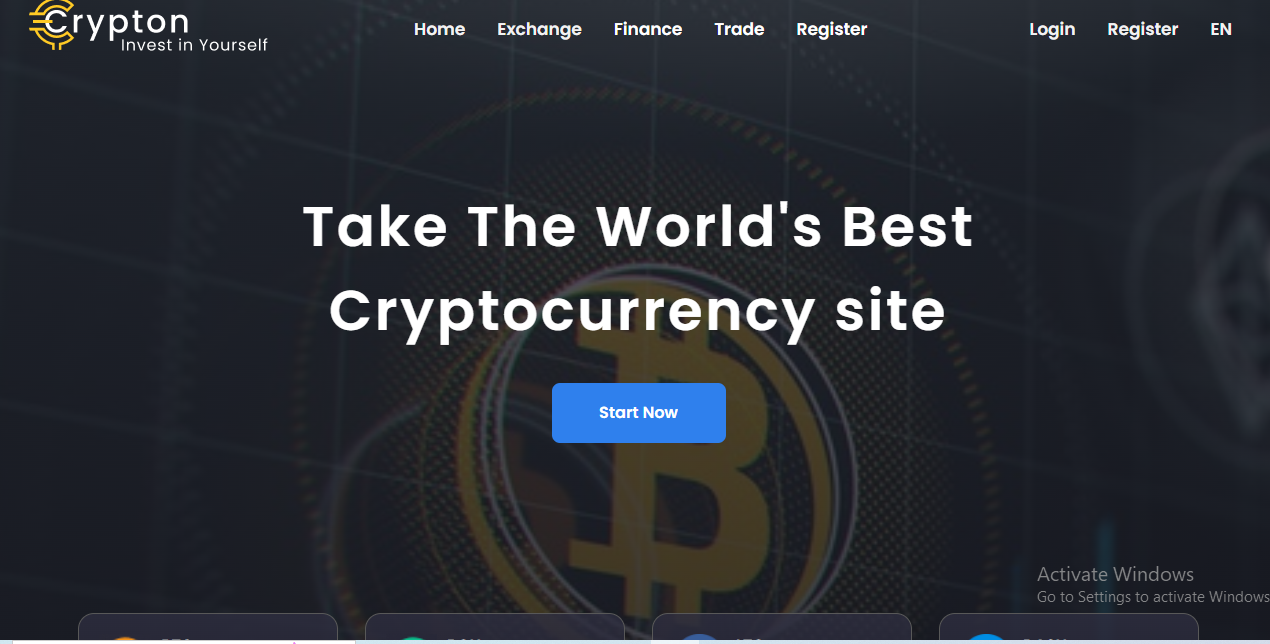 Crypton
Invest in Yourself
Home Exchange Finance Trade Register Login Register EN
Take The World's Best
Cryptocurrency site
Start Now
Activate Windows
Go to Settings to activate Windows